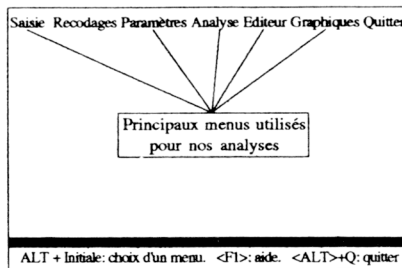 Saisie Recodages Paramètres Analyse Editeur Graphiques Quitter
Principaux menus utilisés
pour nos analyses
ALT + Initiale: choix d'un menu. <F1>: aide. <ALT>+Q: quitter